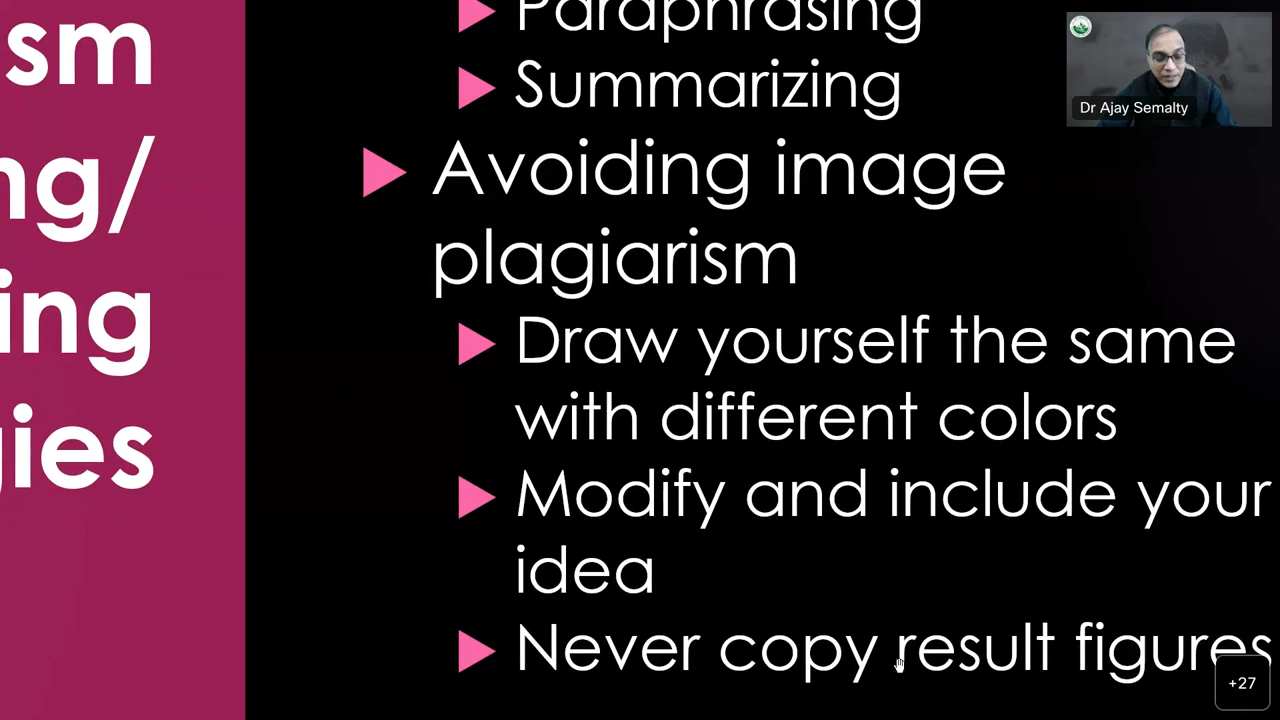 sm
ng/
ing
gies
Paraphrasing
Summarizing
Avoiding image
plagiarism
Draw yourself the same
with different colors
Modify and include your
idea
Never copy result figures
Dr Ajay Semalty
+27